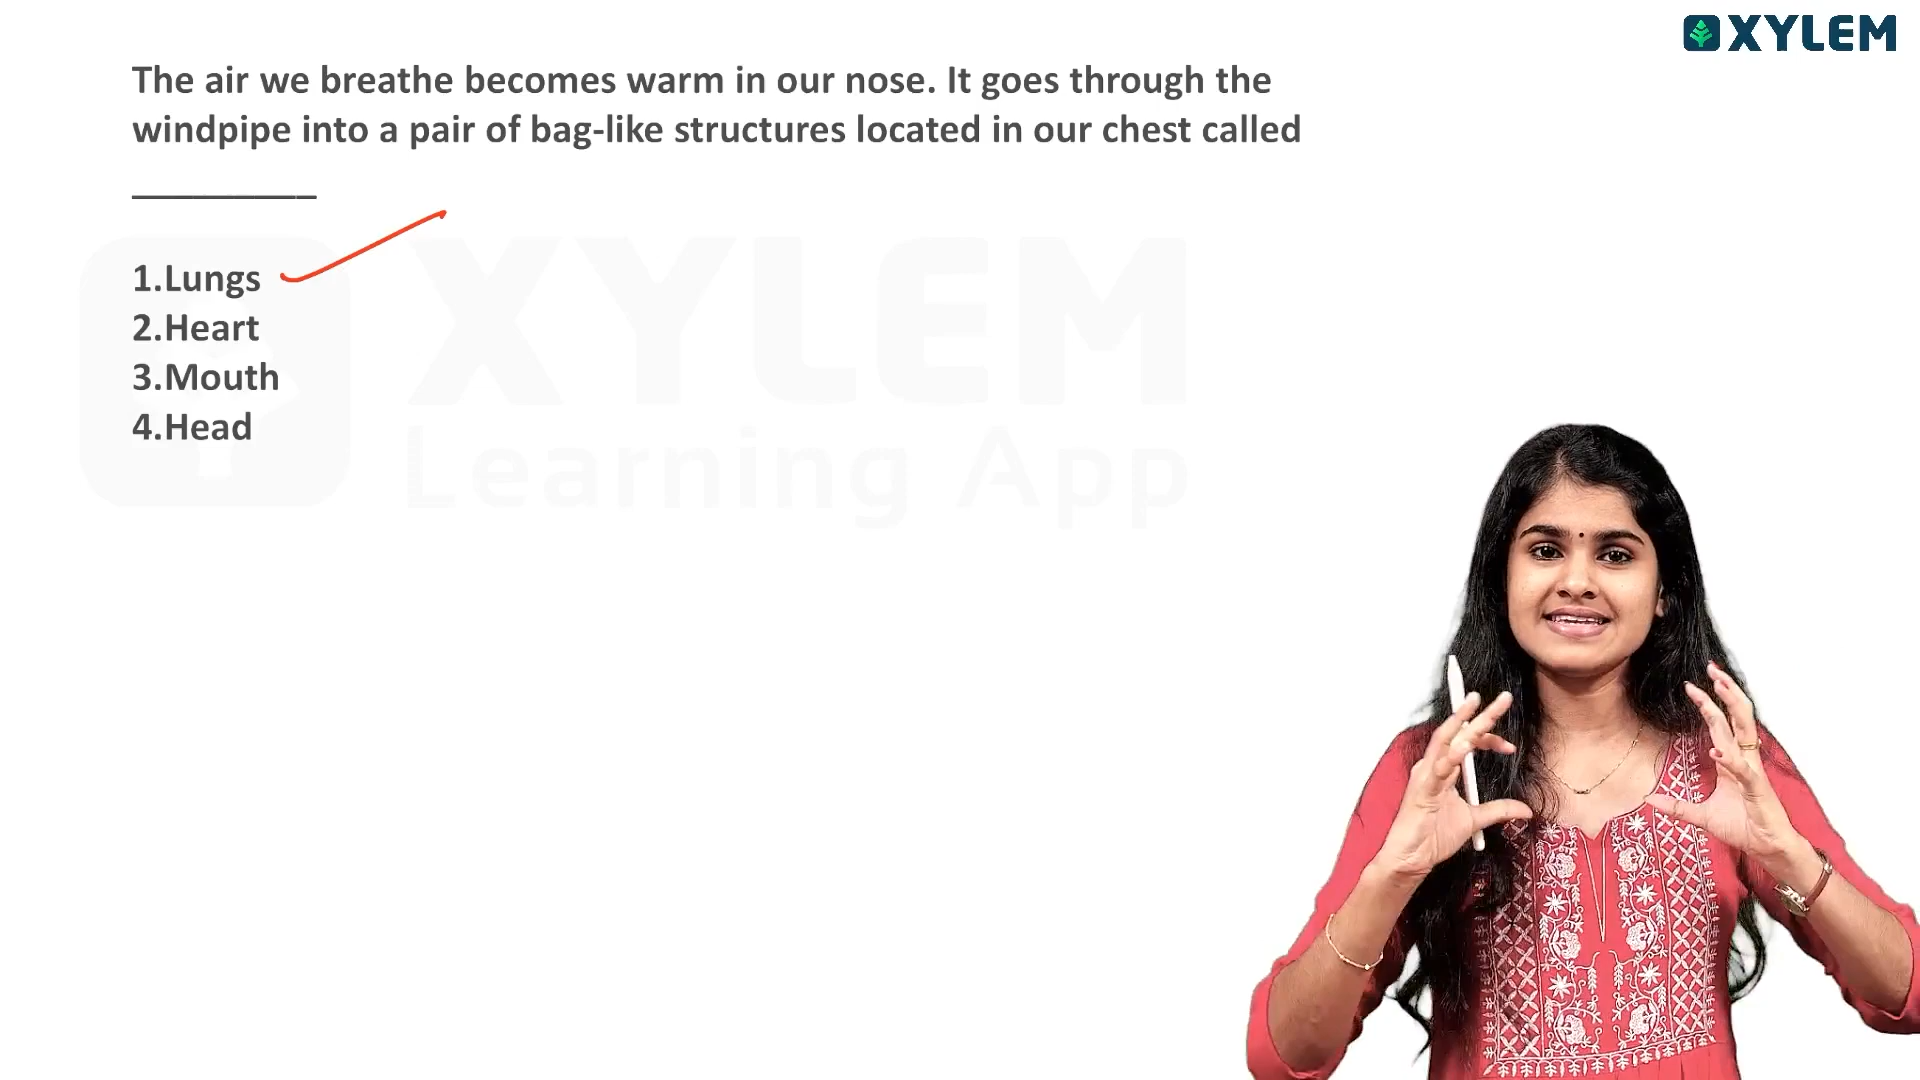 XYLEM
The air we breathe becomes warm in our nose. It goes through the
windpipe into a pair of bag-like structures located in our chest called
_________
1.Lungs
2.Heart
3.Mouth
4.Head
XYLEM
Learning App